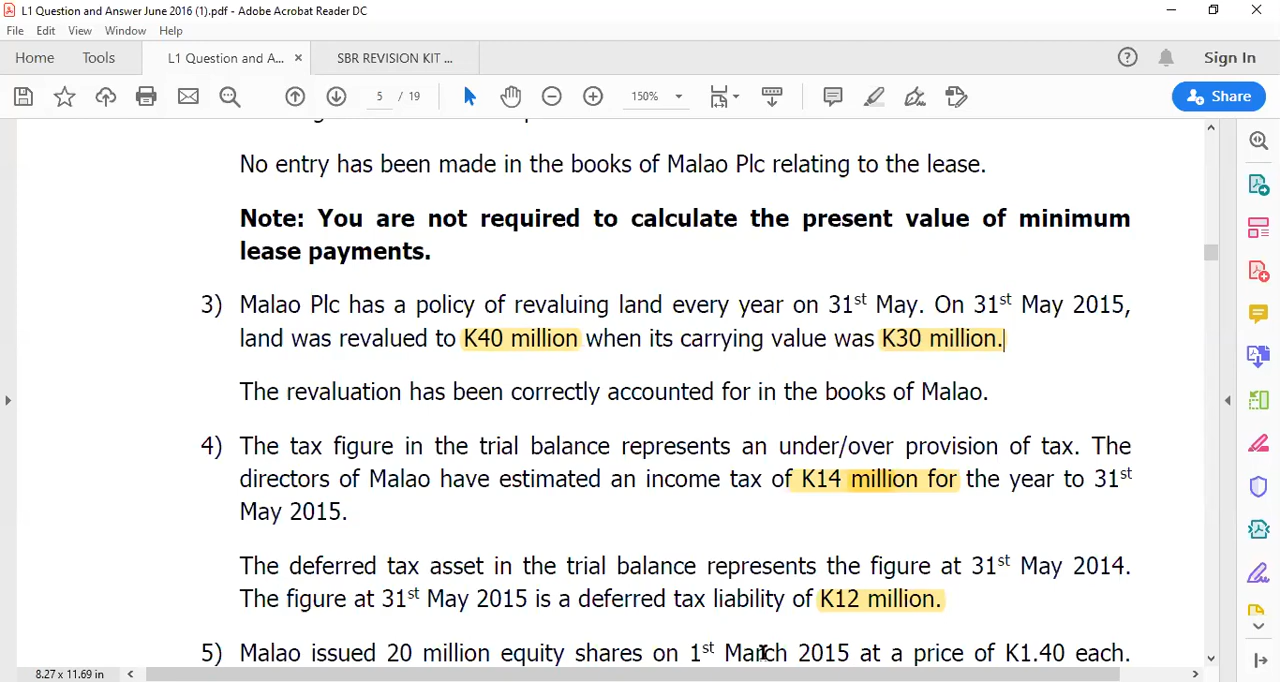 L1 Question and Answer June 2016 (1).pdf - Adobe Acrobat Reader DC
File Edit View Window Help
Home Tools L1 Question and A... × SBR REVISION KIT ... Sign In
5 / 19 150% Share
No entry has been made in the books of Malao Plc relating to the lease.
Note: You are not required to calculate the present value of minimum
lease payments.
3) Malao Plc has a policy of revaluing land every year on 31st May. On 31st May 2015,
land was revalued to K40 million when its carrying value was K30 million.
The revaluation has been correctly accounted for in the books of Malao.
4) The tax figure in the trial balance represents an under/over provision of tax. The
directors of Malao have estimated an income tax of K14 million for the year to 31st
May 2015.
The deferred tax asset in the trial balance represents the figure at 31st May 2014.
The figure at 31st May 2015 is a deferred tax liability of K12 million.
5) Malao issued 20 million equity shares on 1st March 2015 at a price of K1.40 each.
8.27 x 11.69 in